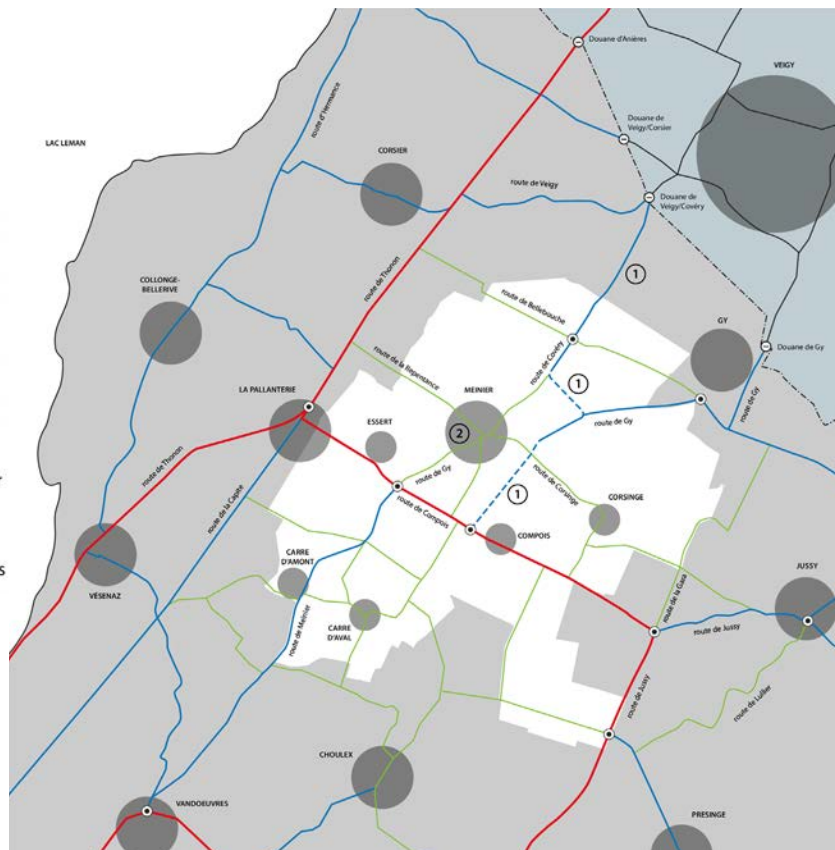 Douane d'Anières
VEIGY
route d'Hermance
Douane de
Veigy/Corsier
LAC LEMAN
CORSIER
route de Veigy
Douane de
Veigy/Covéry
route de Thonon
1
COLLONGE-
BELLERIVE
route de Bellebouche
GY
Douane de Gy
route de la Repentance
route de Covéry
1
MEINIER
LA PALLANTERIE
ESSERT
2
route de Gy
route de Gy
route de Thonon
route de Gy
route de Corsinge
route de la Capite
1
CORSINGE
route de Compois
COMPOIS
VÉSENAZ
CARRE
D'AMONT
JUSSY
route de la Gara
CARRE
D'AVAL
route de Meinier
route de Jussy
route de Jussy
route de Lullier
CHOULEX
VANDOEUVRES
PRESINGE